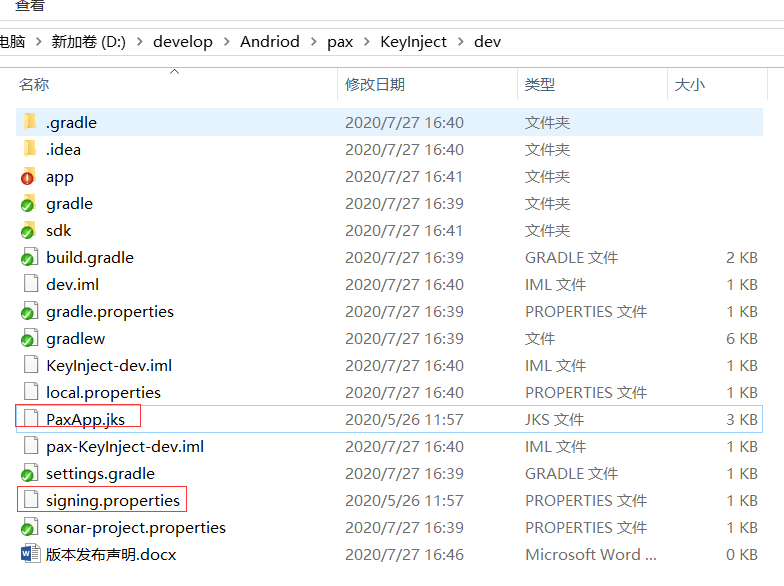 查看
电脑 › 新加卷 (D:) › develop › Andriod › pax › KeyInject › dev
名称 修改日期 类型 大小
.gradle 2020/7/27 16:40 文件夹
.idea 2020/7/27 16:40 文件夹
app 2020/7/27 16:41 文件夹
gradle 2020/7/27 16:39 文件夹
sdk 2020/7/27 16:41 文件夹
build.gradle 2020/7/27 16:39 GRADLE 文件 2 KB
dev.iml 2020/7/27 16:40 IML 文件 1 KB
gradle.properties 2020/7/27 16:39 PROPERTIES 文件 1 KB
gradlew 2020/7/27 16:39 文件 6 KB
KeyInject-dev.iml 2020/7/27 16:40 IML 文件 1 KB
local.properties 2020/7/27 16:40 PROPERTIES 文件 1 KB
PaxApp.jks 2020/5/26 11:57 JKS 文件 3 KB
pax-KeyInject-dev.iml 2020/7/27 16:40 IML 文件 1 KB
settings.gradle 2020/7/27 16:39 GRADLE 文件 1 KB
signing.properties 2020/5/26 11:57 PROPERTIES 文件 1 KB
sonar-project.properties 2020/7/27 16:39 PROPERTIES 文件 1 KB
版本发布声明.docx 2020/7/27 16:46 Microsoft Word ... 0 KB